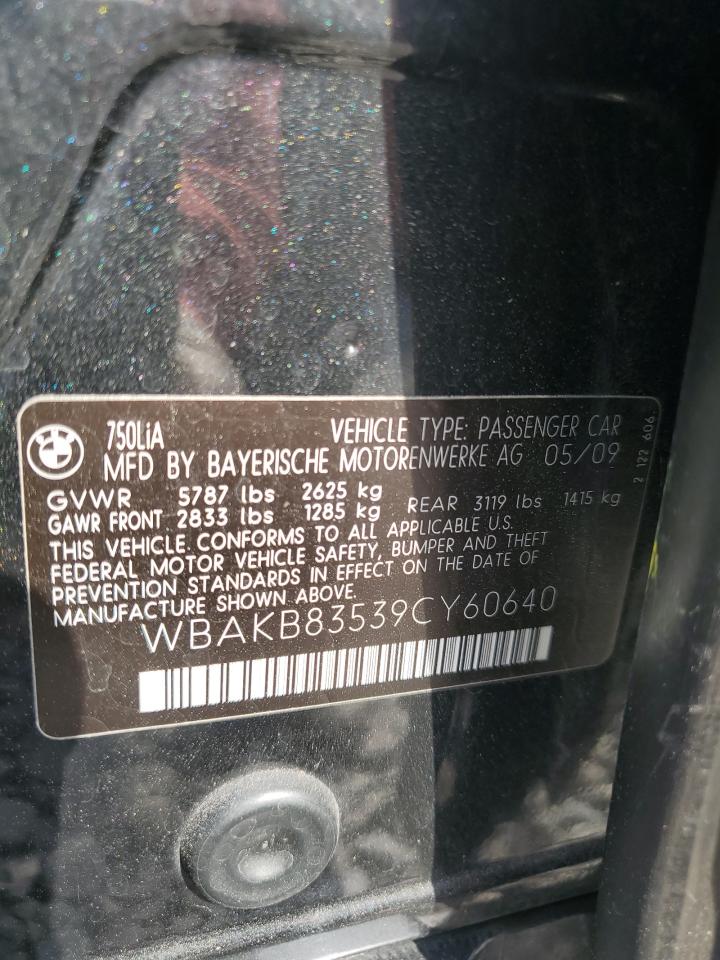 750LiA VEHICLE TYPE: PASSENGER CAR
MFD BY BAYERISCHE MOTORENWERKE AG 05/09
GVWR 5787 lbs 2625 kg
GAWR FRONT 2833 lbs 1285 kg REAR 3119 lbs 1415 kg
THIS VEHICLE CONFORMS TO ALL APPLICABLE U.S.
FEDERAL MOTOR VEHICLE SAFETY, BUMPER AND THEFT
PREVENTION STANDARDS IN EFFECT ON THE DATE OF
MANUFACTURE SHOWN ABOVE.
WBAKB83539CY60640
2 122 606